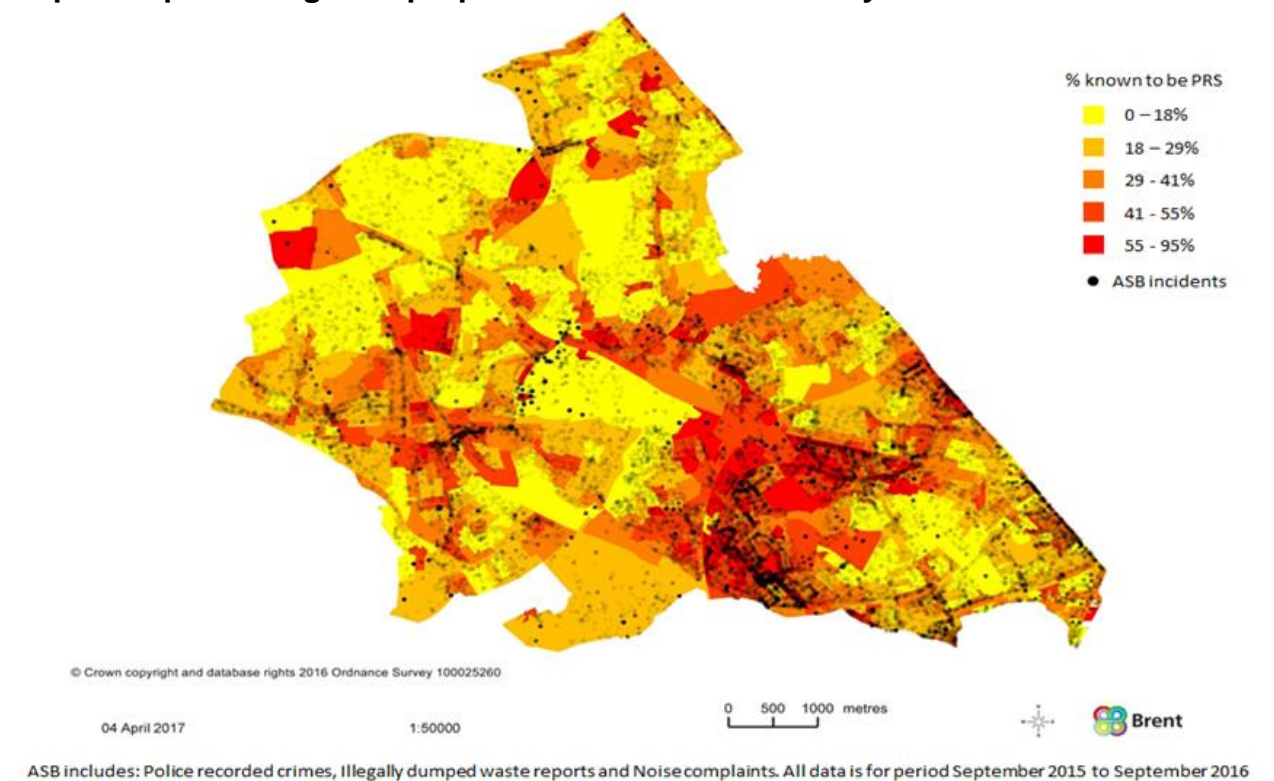 % known to be PRS
0 – 18%
18 – 29%
29 - 41%
41 - 55%
55 - 95%
ASB incidents
© Crown copyright and database rights 2016 Ordnance Survey 100025260
0 500 1000 metres
04 April 2017 1:50000
Brent
ASB includes: Police recorded crimes, Illegally dumped waste reports and Noise complaints. All data is for period September 2015 to September 2016